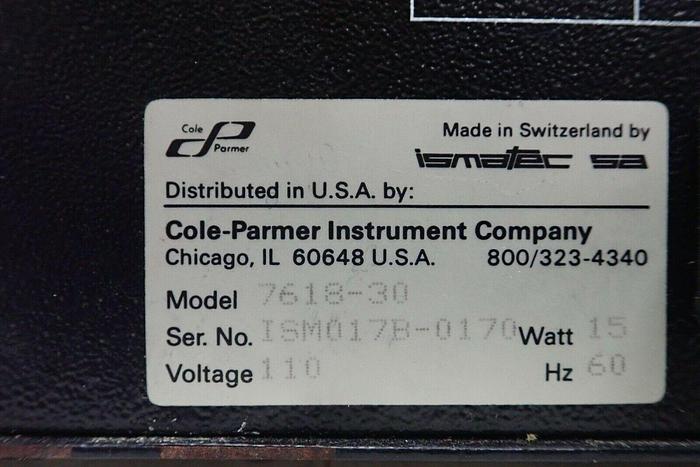 Cole
Parmer
Made in Switzerland by
ismatec sa
Distributed in U.S.A. by:
Cole-Parmer Instrument Company
Chicago, IL 60648 U.S.A. 800/323-4340
Model 7618-30
Ser. No. ISM017B-0170 Watt 15
Voltage 110 Hz 60